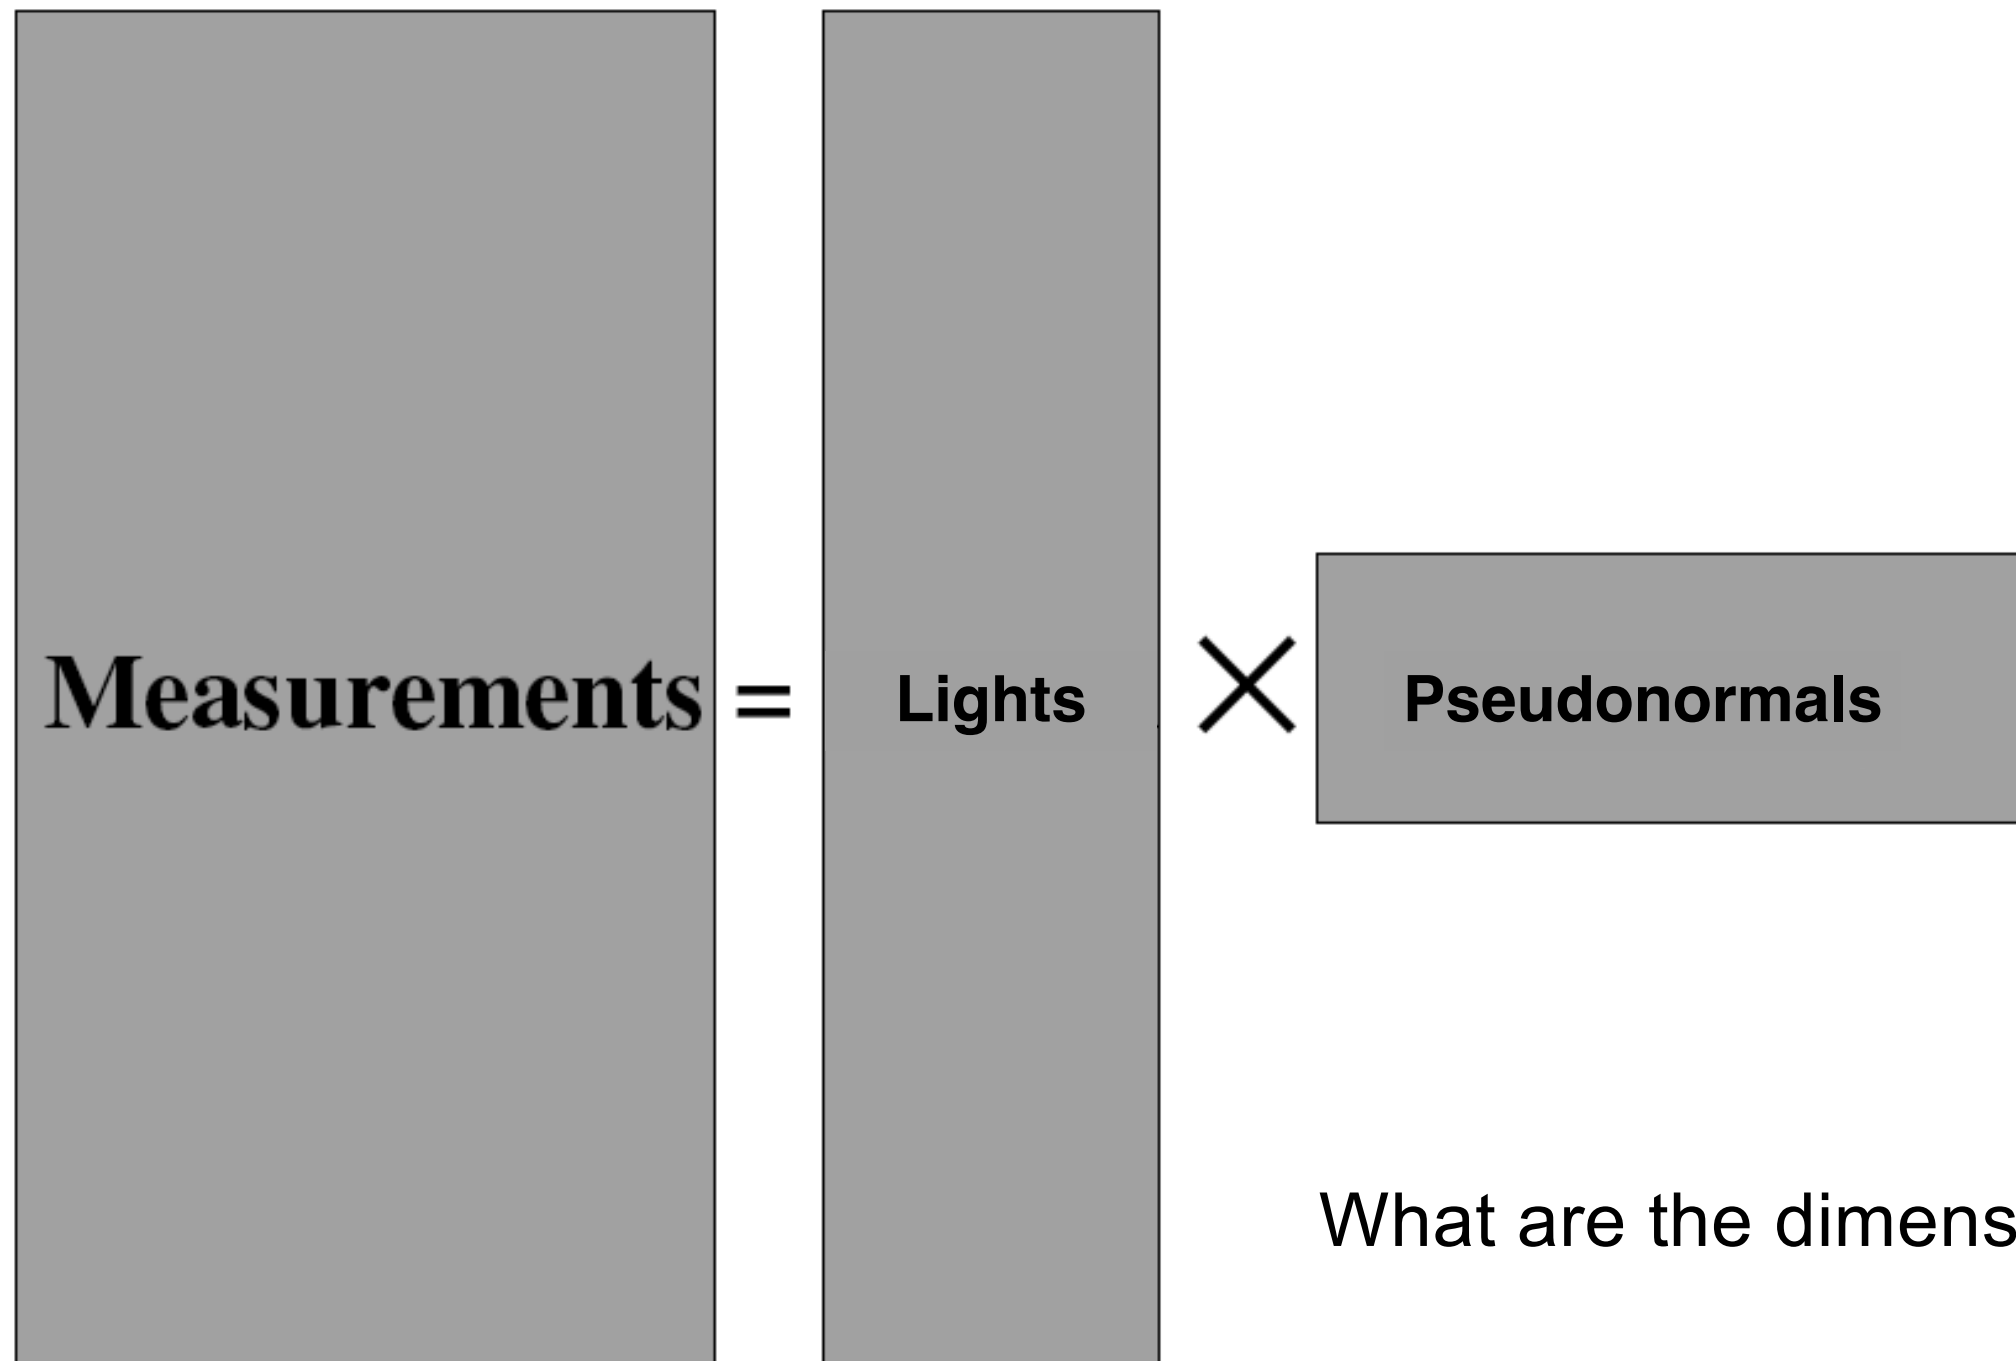 Measurements = Lights × Pseudonormals
What are the dimens